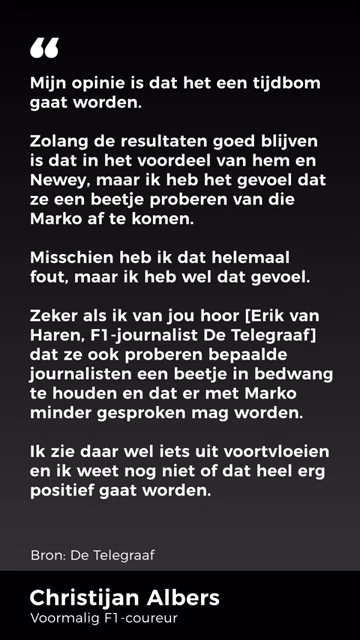 “
Mijn opinie is dat het een tijdbom
gaat worden.
Zolang de resultaten goed blijven
is dat in het voordeel van hem en
Newey, maar ik heb het gevoel dat
ze een beetje proberen van die
Marko af te komen.
Misschien heb ik dat helemaal
fout, maar ik heb wel dat gevoel.
Zeker als ik van jou hoor [Erik van
Haren, F1-journalist De Telegraaf]
dat ze ook proberen bepaalde
journalisten een beetje in bedwang
te houden en dat er met Marko
minder gesproken mag worden.
Ik zie daar wel iets uit voortvloeien
en ik weet nog niet of dat heel erg
positief gaat worden.
Bron: De Telegraaf
Christijan Albers
Voormalig F1-coureur